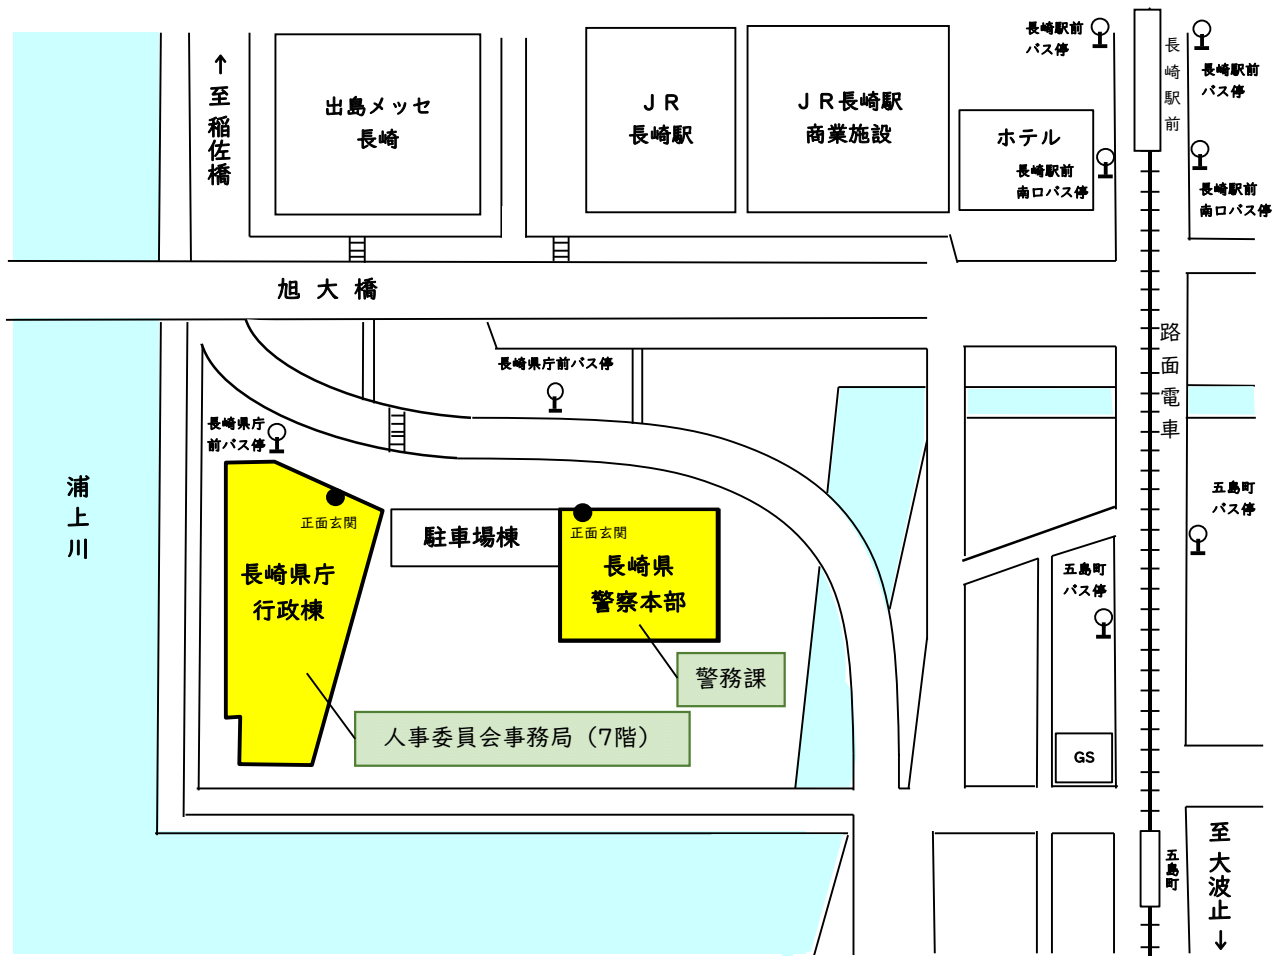 長崎駅前
バス停
長崎駅前
長崎駅前
バス停
↑至稲佐橋
出島メッセ
長崎
ＪＲ
長崎駅
ＪＲ長崎駅
商業施設
ホテル
長崎駅前
南口バス停
長崎駅前
南口バス停
旭大橋
路面電車
長崎県庁前バス停
長崎県庁
前バス停
浦上川
正面玄関
駐車場棟
正面玄関
五島町
バス停
長崎県庁
行政棟
長崎県
警察本部
五島町
バス停
警務課
人事委員会事務局（7階）
GS
五島町
至大波止↓